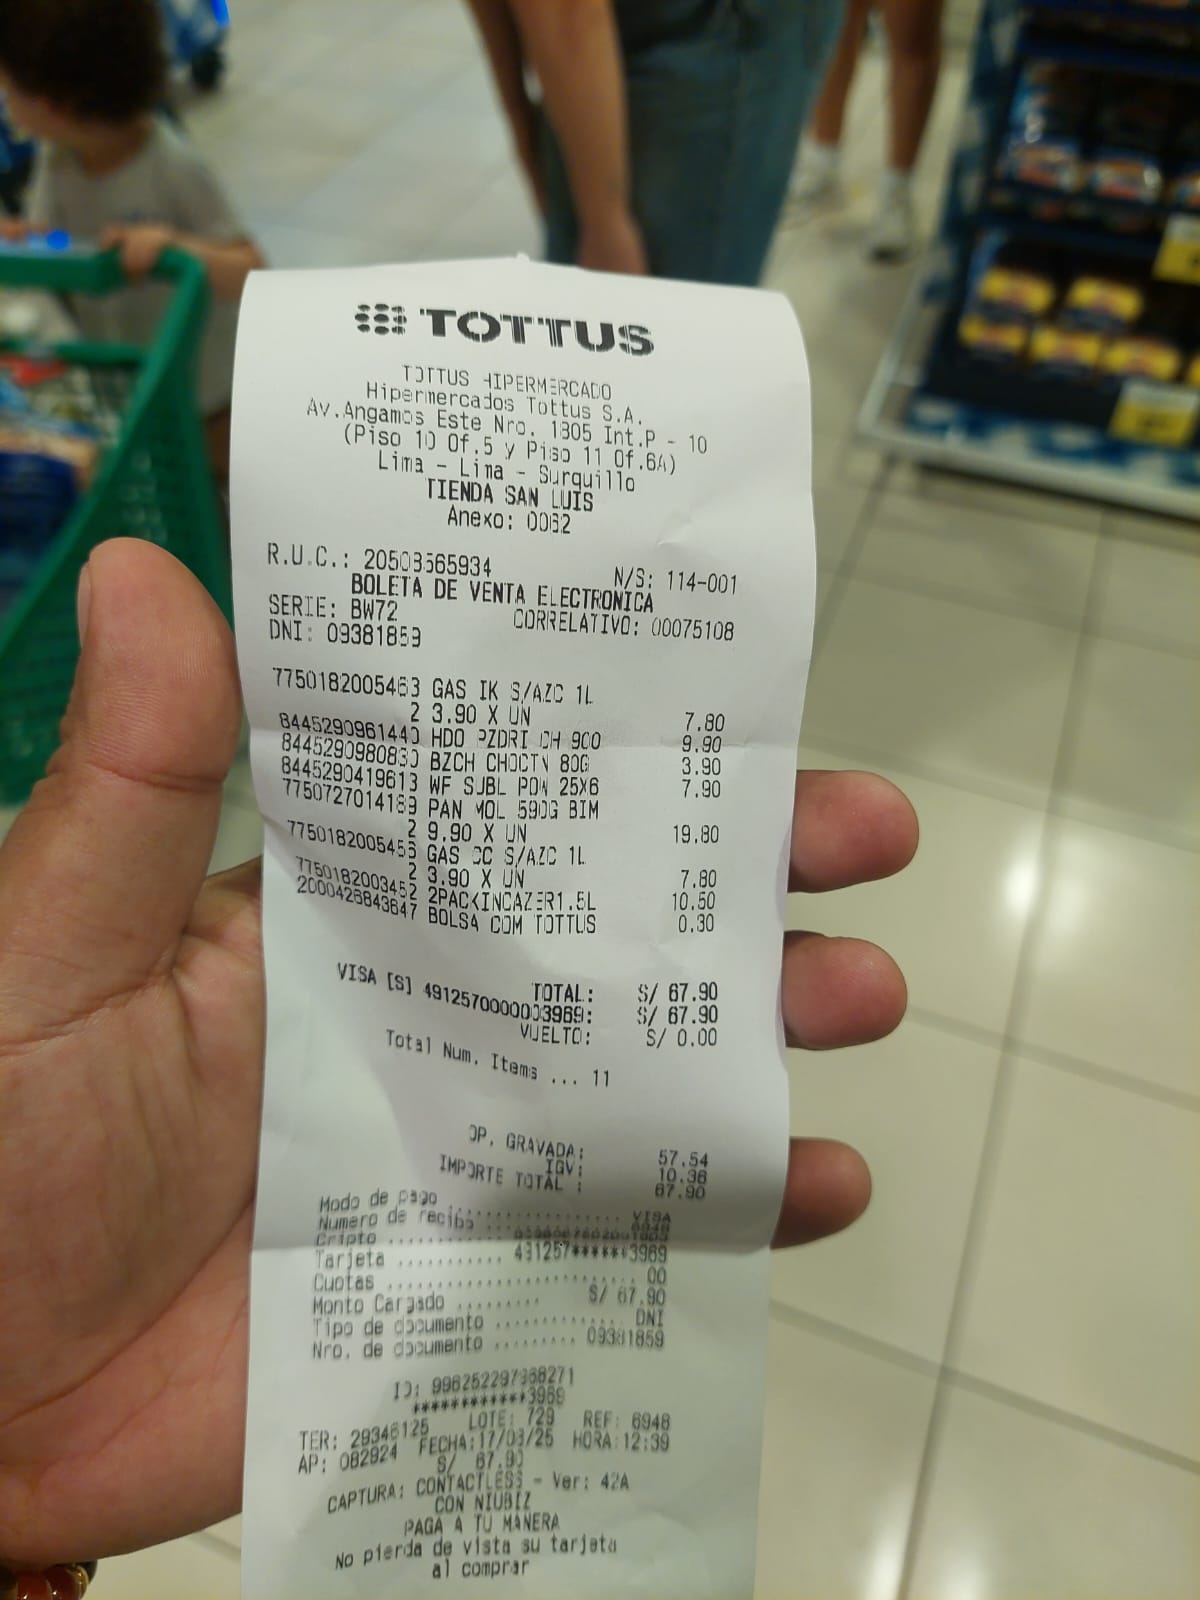 TOTTUS
TOTTUS HIPERMERCADO
Hipermercados Tottus S.A.
Av.Angamos Este Nro. 1805 Int.P - 10
(Piso 10 Of.5 y Piso 11 Of.6A)
Lima - Lima - Surquillo
TIENDA SAN LUIS
Anexo: 0062
R.U.C.: 20508565934 N/S: 114-001
BOLETA DE VENTA ELECTRONICA
SERIE: BW72 CORRELATIVO: 00075108
DNI: 09381859
7750182005463 GAS IK S/AZC 1L
2 3.90 X UN 7.80
8445290961440 HDO PZDRI CH 900 9.90
8445290980830 BZCH CHOCTN 80G 3.90
8445290419613 WF SUBL POW 25X6 7.90
7750727014189 PAN MOL 590G BIM
2 9.90 X UN 19.80
7750182005456 GAS CC S/AZC 1L
2 3.90 X UN 7.80
7750182003452 2PACKINCAZER1.5L 10.50
2000426843647 BOLSA COM TOTTUS 0.30
TOTAL: S/ 67.90
VISA [S] 4912570000003969: S/ 67.90
VUELTO: S/ 0.00
Total Num. Items ... 11
OP. GRAVADA: 57.54
IGV: 10.36
IMPORTE TOTAL : 67.90
Modo de pago .................. VISA
Numero de recibo .............. 6948
Cripto ..........
Tarjeta ........... 491257******3969
Cuotas .......................... 00
Monto Cargado ......... S/ 67.90
Tipo de documento ............. DNI
Nro. de documento ........ 09381859
ID: 996252297368271
************3969
LOTE: 729 REF: 6948
TER: 29346125 FECHA:17/03/25 HORA:12:39
AP: 082924 S/ 67.90
CAPTURA: CONTACTLESS - Ver: 42A
CON NIUBIZ
PAGA A TU MANERA
No pierda de vista su tarjeta
al comprar